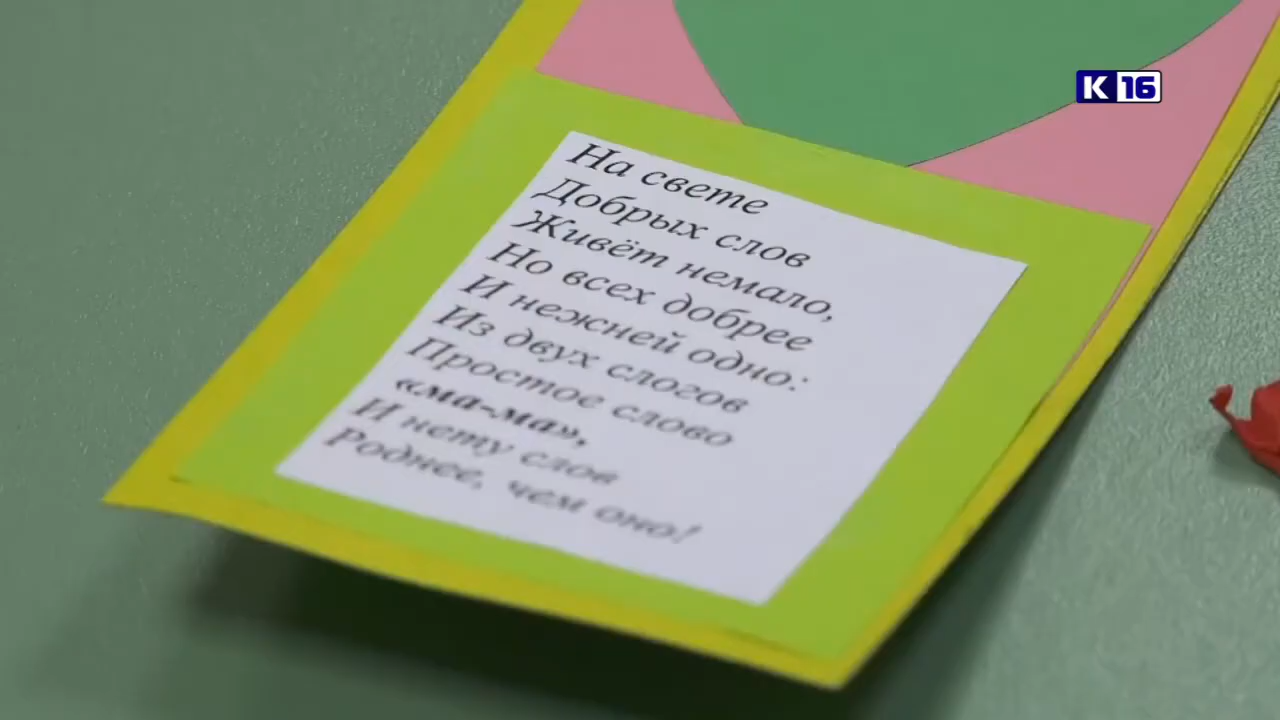 К 16
На свете
Добрых слов
Живёт немало,
Но всех добрее
И нежней одно:
Из двух слогов
Простое слово
«ма-ма»,
И нету слов
Роднее, чем оно!